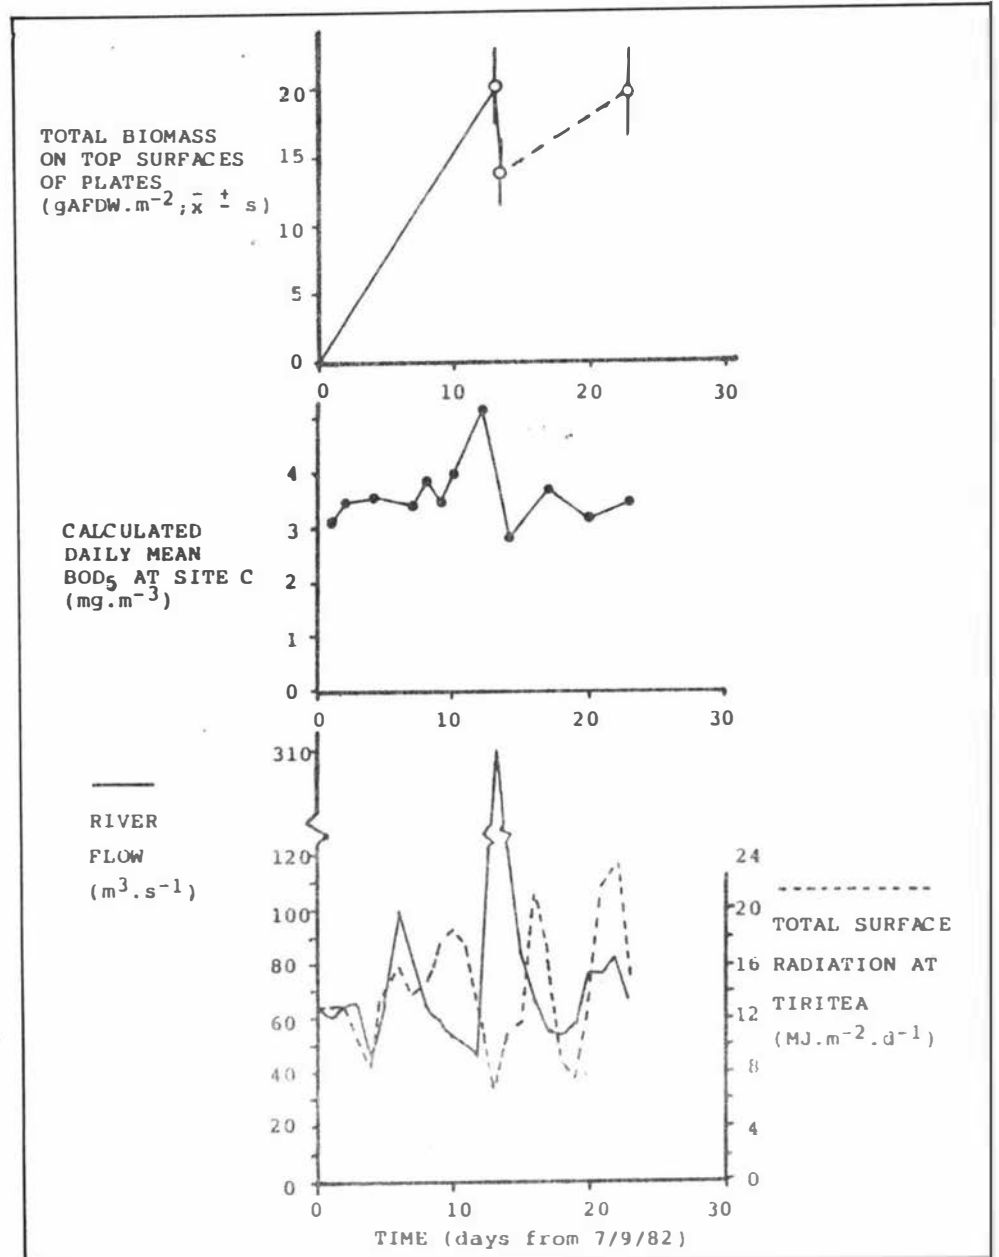 TOTAL BIOMASS
ON TOP SURFACES
OF PLATES
(gAFDW.m⁻²; x̄ ± s)
20
15
10
5
0
0 10 20 30
CALCULATED
DAILY MEAN
BOD₅ AT SITE C
(mg.m⁻³)
4
3
2
1
0
0 10 20 30
RIVER
FLOW
(m³.s⁻¹)
310
120
100
80
60
40
20
0
24
20
16
12
8
4
0
TOTAL SURFACE
RADIATION AT
TIRITEA
(MJ.m⁻².d⁻¹)
0 10 20 30
TIME (days from 7/9/82)